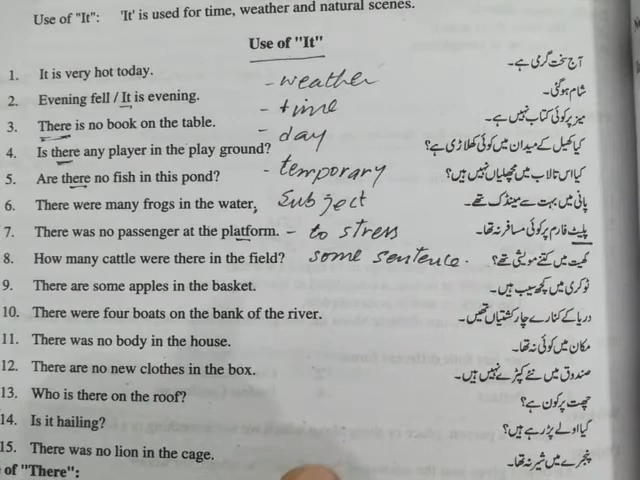 Use of "It": 'It' is used for time, weather and natural scenes.
Use of "It"
1. It is very hot today. آج سخت گرمی ہے۔
- weather
2. Evening fell / It is evening. شام ہوگئی۔
- time
3. There is no book on the table. میز پر کوئی کتاب نہیں ہے۔
- day
4. Is there any player in the play ground? کیا کھیل کے میدان میں کوئی کھلاڑی ہے؟
- temporary
5. Are there no fish in this pond? کیا اس تالاب میں مچھلیاں نہیں ہیں؟
Subject
6. There were many frogs in the water, پانی میں بہت سے مینڈک تھے۔
7. There was no passenger at the platform. - to stress پلیٹ فارم پر کوئی مسافر نہ تھا۔
8. How many cattle were there in the field? some sentence. کھیت میں کتنے مویشی تھے؟
9. There are some apples in the basket. ٹوکری میں کچھ سیب ہیں۔
10. There were four boats on the bank of the river. دریا کے کنارے چار کشتیاں تھیں۔
11. There was no body in the house. مکان میں کوئی نہ تھا۔
12. There are no new clothes in the box. صندوق میں نئے کپڑے نہیں ہیں۔
13. Who is there on the roof? چھت پر کون ہے؟
14. Is it hailing? کیا اولے پڑ رہے ہیں؟
15. There was no lion in the cage. پنجرے میں شیر نہ تھا۔
of "There":